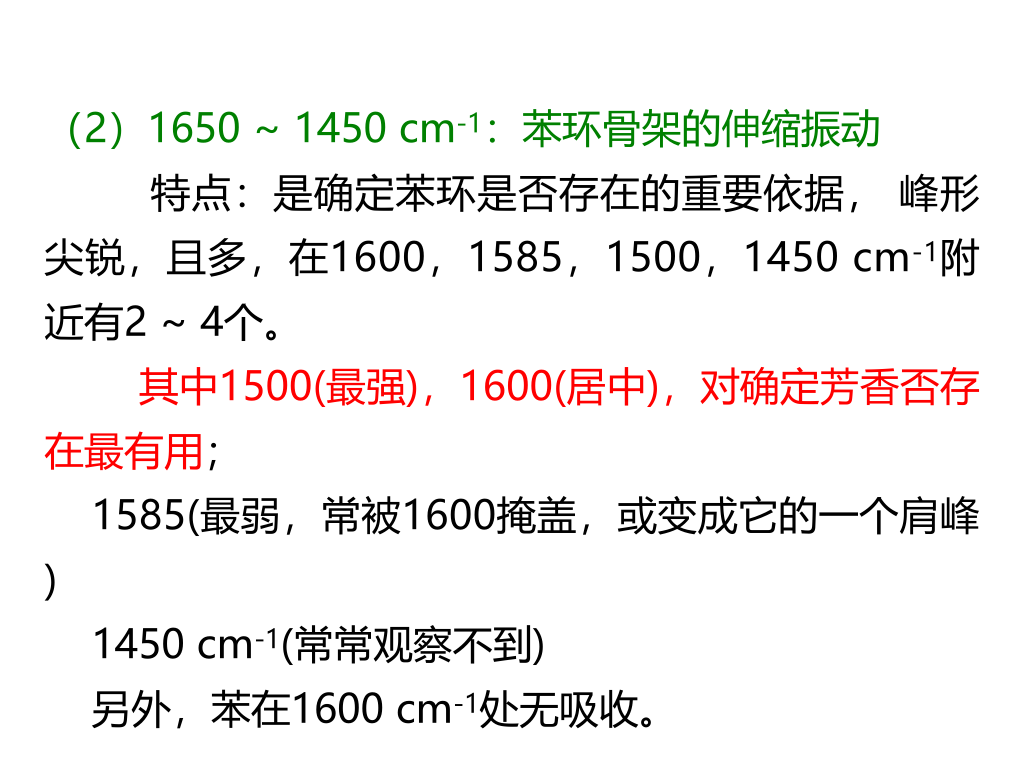 （2）1650 ~ 1450 cm-1：苯环骨架的伸缩振动
特点：是确定苯环是否存在的重要依据， 峰形
尖锐，且多，在1600，1585，1500，1450 cm-1附
近有2 ~ 4个。
其中1500(最强)，1600(居中)，对确定芳香否存
在最有用；
1585(最弱，常被1600掩盖，或变成它的一个肩峰
)
1450 cm-1(常常观察不到)
另外，苯在1600 cm-1处无吸收。